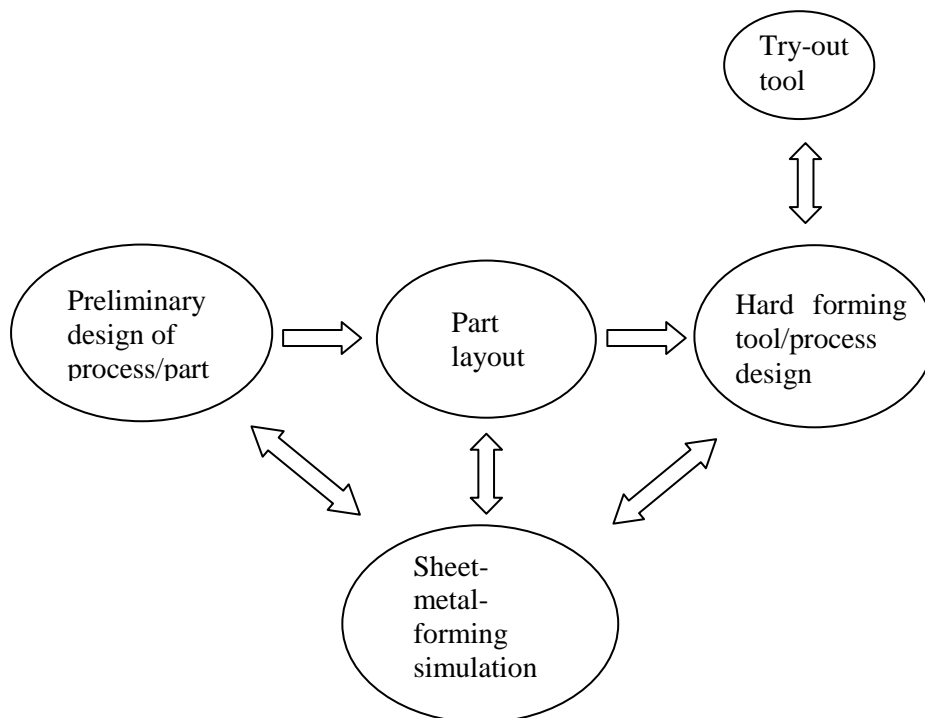 Try-out
tool
Preliminary
design of
process/part
Part
layout
Hard forming
tool/process
design
Sheet-
metal-
forming
simulation